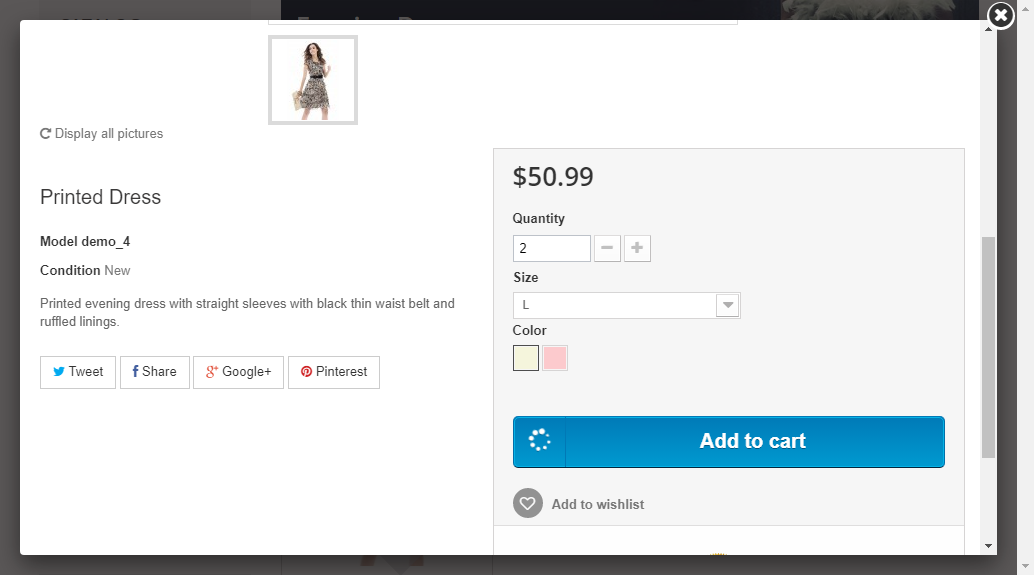 Display all pictures
Printed Dress
Model demo_4
Condition New
Printed evening dress with straight sleeves with black thin waist belt and
ruffled linings.
Tweet
Share
Google+
Pinterest
$50.99
Quantity
2
Size
L
Color
Add to cart
Add to wishlist